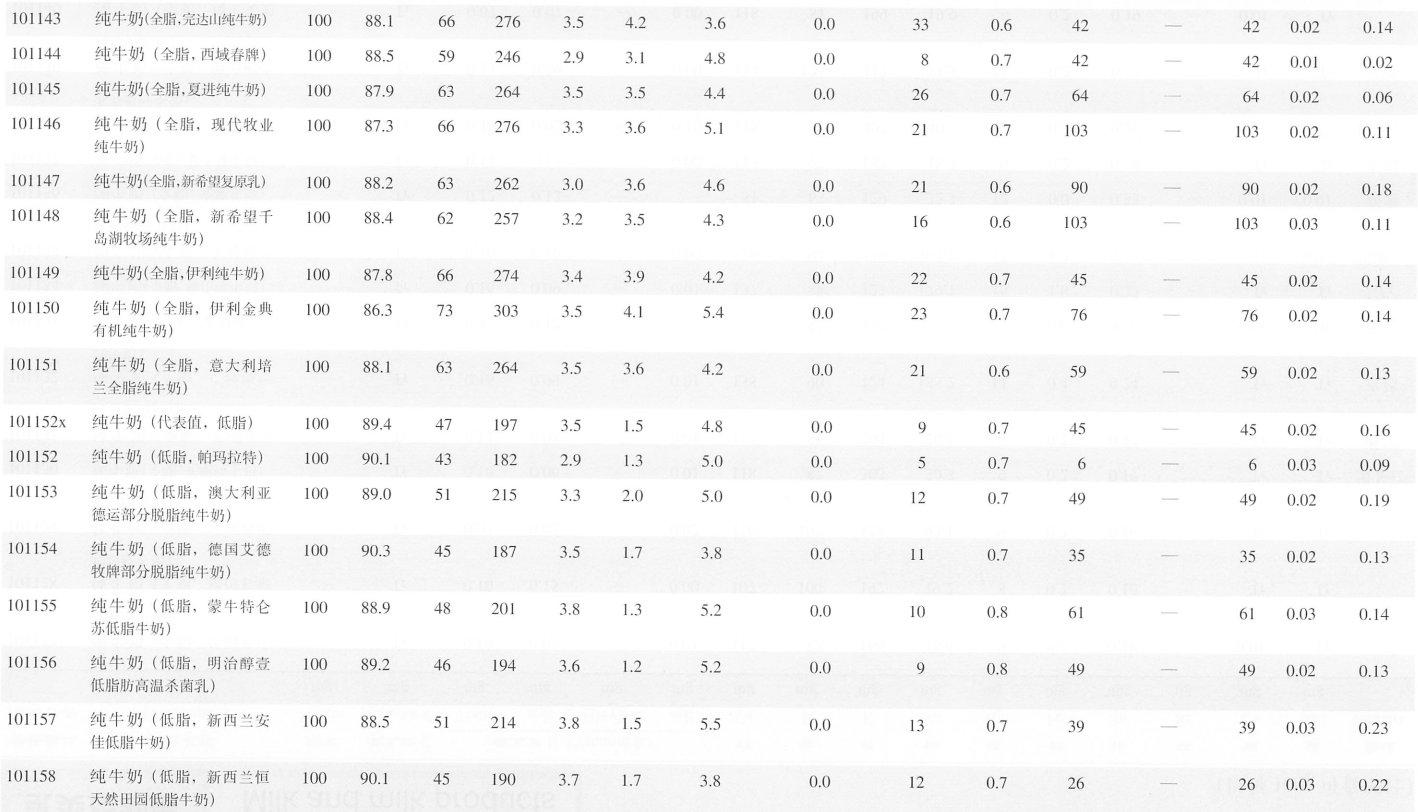 101143 纯牛奶(全脂,完达山纯牛奶) 100 88.1 66 276 3.5 4.2 3.6 0.0 33 0.6 42 — 42 0.02 0.14
101144 纯牛奶（全脂，西域春牌） 100 88.5 59 246 2.9 3.1 4.8 0.0 8 0.7 42 — 42 0.01 0.02
101145 纯牛奶(全脂,夏进纯牛奶) 100 87.9 63 264 3.5 3.5 4.4 0.0 26 0.7 64 — 64 0.02 0.06
101146 纯牛奶（全脂，现代牧业 100 87.3 66 276 3.3 3.6 5.1 0.0 21 0.7 103 — 103 0.02 0.11
纯牛奶）
101147 纯牛奶(全脂,新希望复原乳) 100 88.2 63 262 3.0 3.6 4.6 0.0 21 0.6 90 — 90 0.02 0.18
101148 纯牛奶（全脂，新希望千 100 88.4 62 257 3.2 3.5 4.3 0.0 16 0.6 103 — 103 0.03 0.11
岛湖牧场纯牛奶）
101149 纯牛奶(全脂,伊利纯牛奶) 100 87.8 66 274 3.4 3.9 4.2 0.0 22 0.7 45 — 45 0.02 0.14
101150 纯牛奶（全脂，伊利金典 100 86.3 73 303 3.5 4.1 5.4 0.0 23 0.7 76 — 76 0.02 0.14
有机纯牛奶）
101151 纯牛奶（全脂，意大利培 100 88.1 63 264 3.5 3.6 4.2 0.0 21 0.6 59 — 59 0.02 0.13
兰全脂纯牛奶）
101152x 纯牛奶（代表值，低脂） 100 89.4 47 197 3.5 1.5 4.8 0.0 9 0.7 45 — 45 0.02 0.16
101152 纯牛奶（低脂，帕玛拉特） 100 90.1 43 182 2.9 1.3 5.0 0.0 5 0.7 6 — 6 0.03 0.09
101153 纯牛奶（低脂，澳大利亚 100 89.0 51 215 3.3 2.0 5.0 0.0 12 0.7 49 — 49 0.02 0.19
德运部分脱脂纯牛奶）
101154 纯牛奶（低脂，德国艾德 100 90.3 45 187 3.5 1.7 3.8 0.0 11 0.7 35 — 35 0.02 0.13
牧牌部分脱脂纯牛奶）
101155 纯牛奶（低脂，蒙牛特仑 100 88.9 48 201 3.8 1.3 5.2 0.0 10 0.8 61 — 61 0.03 0.14
苏低脂牛奶）
101156 纯牛奶（低脂，明治醇壹 100 89.2 46 194 3.6 1.2 5.2 0.0 9 0.8 49 — 49 0.02 0.13
低脂肪高温杀菌乳）
101157 纯牛奶（低脂，新西兰安 100 88.5 51 214 3.8 1.5 5.5 0.0 13 0.7 39 — 39 0.03 0.23
佳低脂牛奶）
101158 纯牛奶（低脂，新西兰恒 100 90.1 45 190 3.7 1.7 3.8 0.0 12 0.7 26 — 26 0.03 0.22
天然田园低脂牛奶）